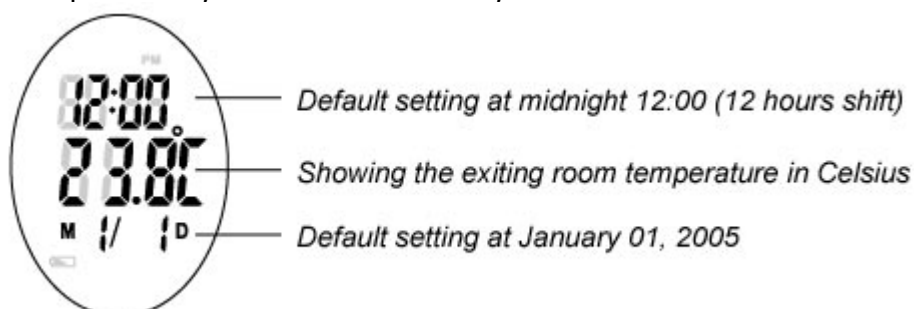 PM
12:00 Default setting at midnight 12:00 (12 hours shift)
23.8°C Showing the exiting room temperature in Celsius
M 1/ 1 D Default setting at January 01, 2005